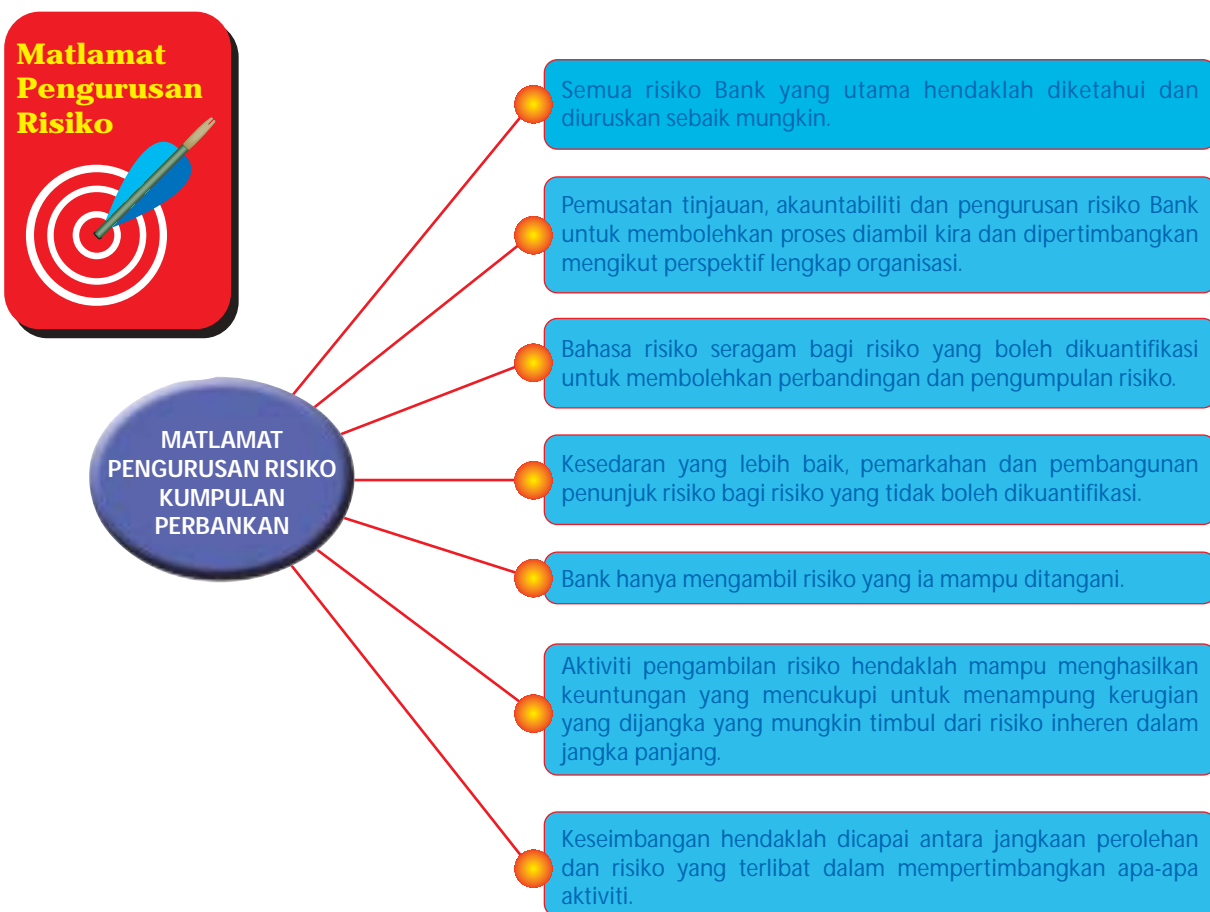 Matlamat
Pengurusan
Risiko
MATLAMAT
PENGURUSAN RISIKO
KUMPULAN
PERBANKAN
Semua risiko Bank yang utama hendaklah diketahui dan
diuruskan sebaik mungkin.
Pemusatan tinjauan, akauntabiliti dan pengurusan risiko Bank
untuk membolehkan proses diambil kira dan dipertimbangkan
mengikut perspektif lengkap organisasi.
Bahasa risiko seragam bagi risiko yang boleh dikuantifikasi
untuk membolehkan perbandingan dan pengumpulan risiko.
Kesedaran yang lebih baik, pemarkahan dan pembangunan
penunjuk risiko bagi risiko yang tidak boleh dikuantifikasi.
Bank hanya mengambil risiko yang ia mampu ditangani.
Aktiviti pengambilan risiko hendaklah mampu menghasilkan
keuntungan yang mencukupi untuk menampung kerugian
yang dijangka yang mungkin timbul dari risiko inheren dalam
jangka panjang.
Keseimbangan hendaklah dicapai antara jangkaan perolehan
dan risiko yang terlibat dalam mempertimbangkan apa-apa
aktiviti.